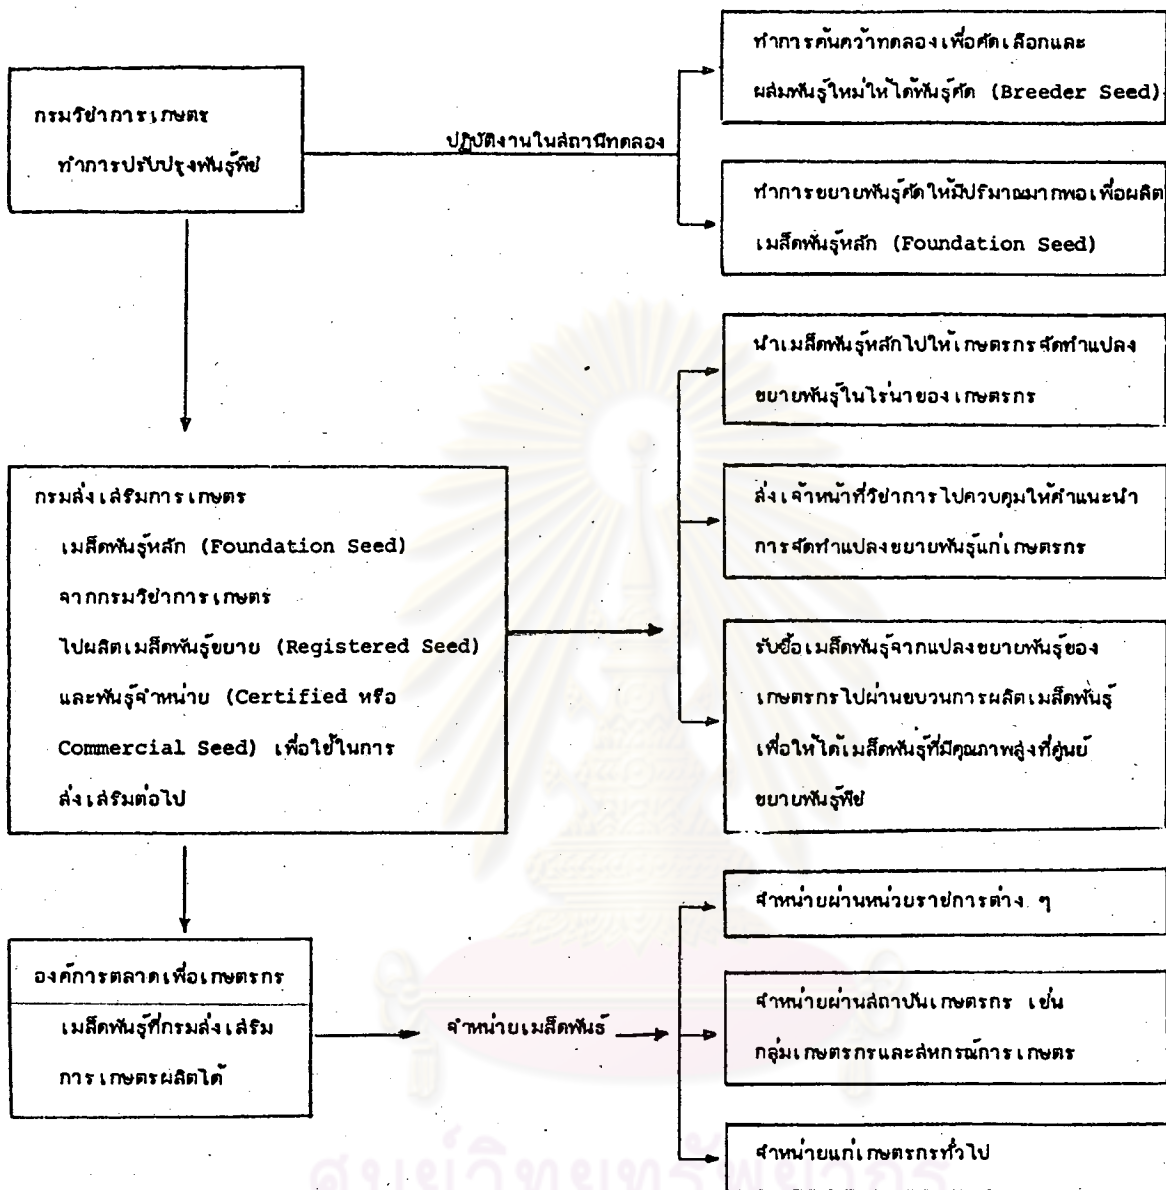 กรมวิชาการเกษตร
ทำการปรับปรุงพันธุ์พืช
ปฏิบัติงานในสถานีทดลอง
ทำการค้นคว้าทดลองเพื่อคัดเลือกและ
ผสมพันธุ์ใหม่ให้ได้พันธุ์คัด (Breeder Seed)
ทำการขยายพันธุ์คัดให้มีปริมาณมากพอเพื่อผลิต
เมล็ดพันธุ์หลัก (Foundation Seed)
กรมส่งเสริมการเกษตร
เมล็ดพันธุ์หลัก (Foundation Seed)
จากกรมวิชาการเกษตร
ไปผลิตเมล็ดพันธุ์ขยาย (Registered Seed)
และพันธุ์จำหน่าย (Certified หรือ
Commercial Seed) เพื่อใช้ในการ
ส่งเสริมต่อไป
นำเมล็ดพันธุ์หลักไปให้เกษตรกรจัดทำแปลง
ขยายพันธุ์ในไร่นาของเกษตรกร
ส่งเจ้าหน้าที่วิชาการไปควบคุมให้คำแนะนำ
การจัดทำแปลงขยายพันธุ์แก่เกษตรกร
รับซื้อเมล็ดพันธุ์จากแปลงขยายพันธุ์ของ
เกษตรกรไปผ่านขบวนการผลิตเมล็ดพันธุ์
เพื่อให้ได้เมล็ดพันธุ์ที่มีคุณภาพสูงที่ศูนย์
ขยายพันธุ์พืช
องค์การตลาดเพื่อเกษตรกร
เมล็ดพันธุ์ที่กรมส่งเสริม
การเกษตรผลิตได้
จำหน่ายเมล็ดพันธ์
จำหน่ายผ่านหน่วยราชการต่าง ๆ
จำหน่ายผ่านสถาบันเกษตรกร เช่น
กลุ่มเกษตรกรและสหกรณ์การเกษตร
จำหน่ายแก่เกษตรกรทั่วไป
ศูนย์วิทยทรัพยากร